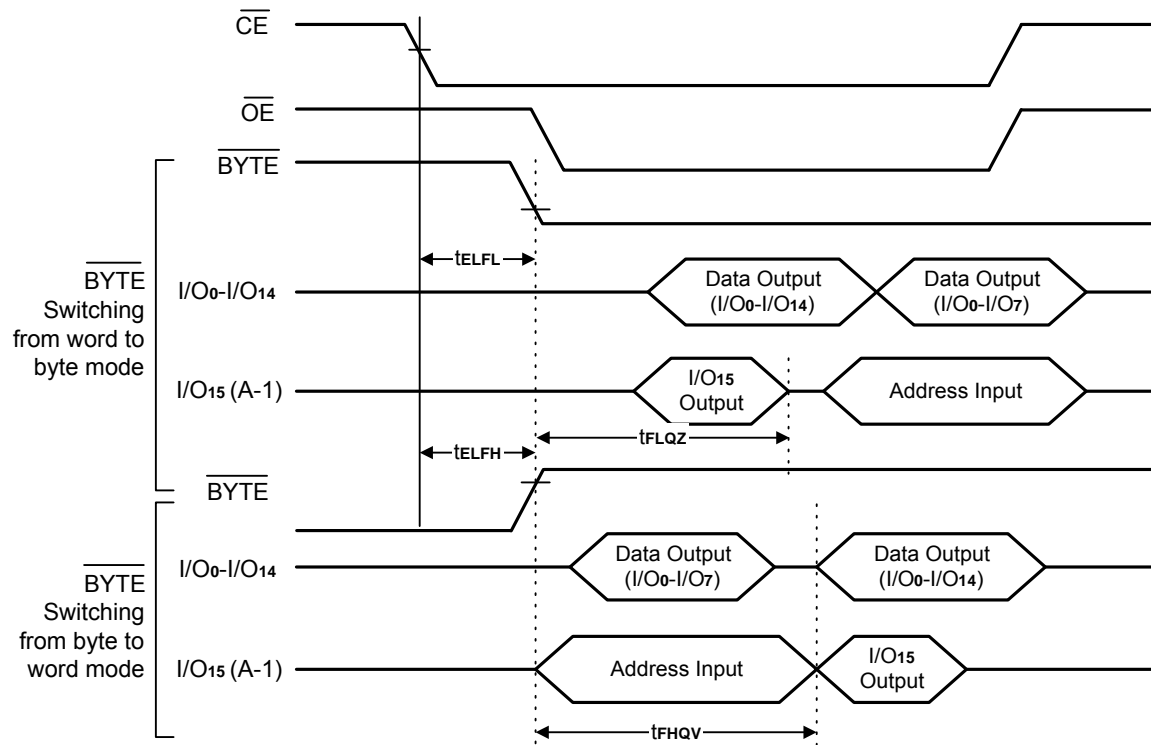 CE
OE
BYTE
BYTE
Switching
from word to
byte mode
tELFL
I/O0-I/O14
Data Output
(I/O0-I/O14)
Data Output
(I/O0-I/O7)
I/O15 (A-1)
I/O15
Output
Address Input
tFLQZ
tELFH
BYTE
BYTE
Switching
from byte to
word mode
I/O0-I/O14
Data Output
(I/O0-I/O7)
Data Output
(I/O0-I/O14)
I/O15 (A-1)
Address Input
I/O15
Output
tFHQV